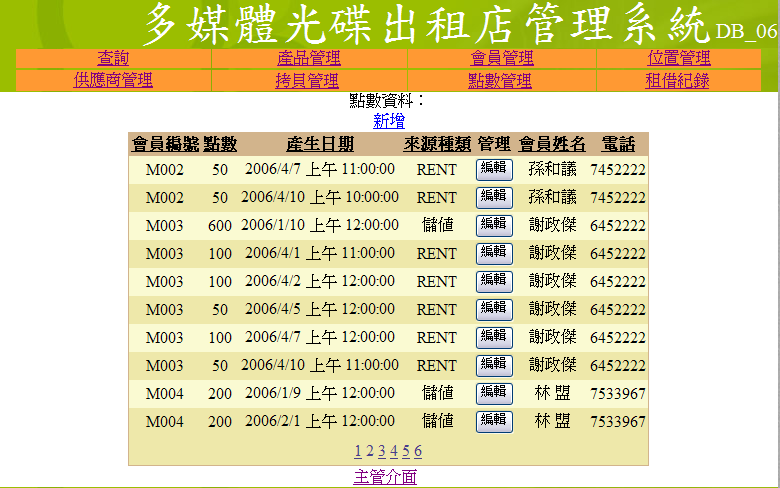 多媒體光碟出租店管理系統 DB_06
查詢 產品管理 會員管理 位置管理
供應商管理 拷貝管理 點數管理 租借紀錄
點數資料：
新增
會員編號 點數 產生日期 來源種類 管理 會員姓名 電話
M002 50 2006/4/7 上午 11:00:00 RENT 編輯 孫和議 7452222
M002 50 2006/4/10 上午 10:00:00 RENT 編輯 孫和議 7452222
M003 600 2006/1/10 上午 12:00:00 儲值 編輯 謝政傑 6452222
M003 100 2006/4/1 上午 11:00:00 RENT 編輯 謝政傑 6452222
M003 100 2006/4/2 上午 12:00:00 RENT 編輯 謝政傑 6452222
M003 50 2006/4/5 上午 12:00:00 RENT 編輯 謝政傑 6452222
M003 100 2006/4/7 上午 12:00:00 RENT 編輯 謝政傑 6452222
M003 50 2006/4/10 上午 11:00:00 RENT 編輯 謝政傑 6452222
M004 200 2006/1/9 上午 12:00:00 儲值 編輯 林 盟 7533967
M004 200 2006/2/1 上午 12:00:00 儲值 編輯 林 盟 7533967
1 2 3 4 5 6
主管介面